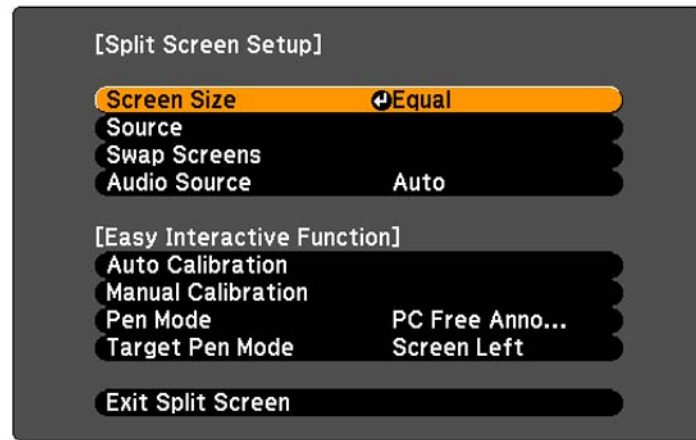 [Split Screen Setup]
Screen Size Equal
Source
Swap Screens
Audio Source Auto
[Easy Interactive Function]
Auto Calibration
Manual Calibration
Pen Mode PC Free Anno...
Target Pen Mode Screen Left
Exit Split Screen